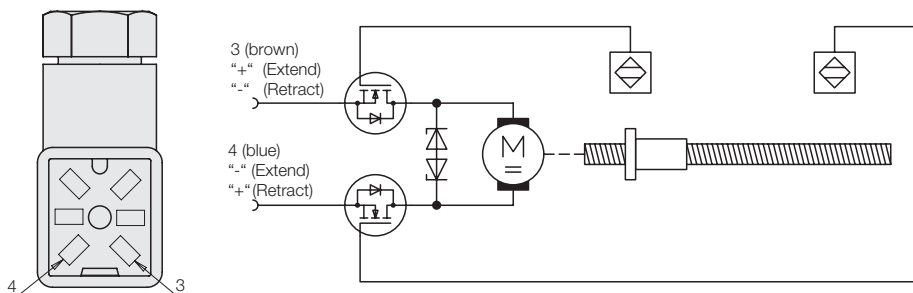 3 (brown)
“+“ (Extend)
“-“ (Retract)
4 (blue)
“-“ (Extend)
“+“(Retract)
M
4
3